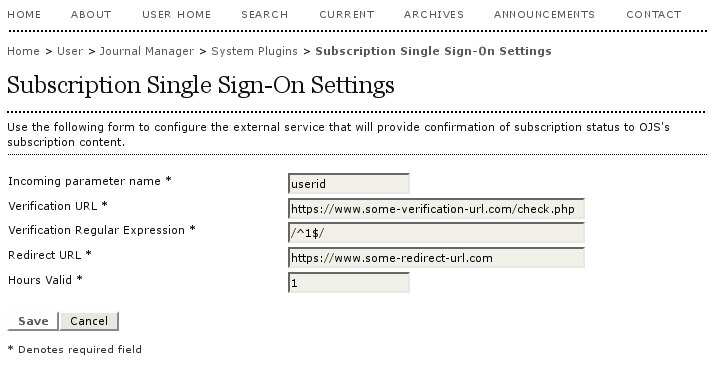 HOME ABOUT USER HOME SEARCH CURRENT ARCHIVES ANNOUNCEMENTS CONTACT
Home > User > Journal Manager > System Plugins > Subscription Single Sign-On Settings
Subscription Single Sign-On Settings
Use the following form to configure the external service that will provide confirmation of subscription status to OJS's
subscription content.
Incoming parameter name * userid
Verification URL * https://www.some-verification-url.com/check.php
Verification Regular Expression * /^1$/
Redirect URL * https://www.some-redirect-url.com
Hours Valid * 1
Save Cancel
* Denotes required field